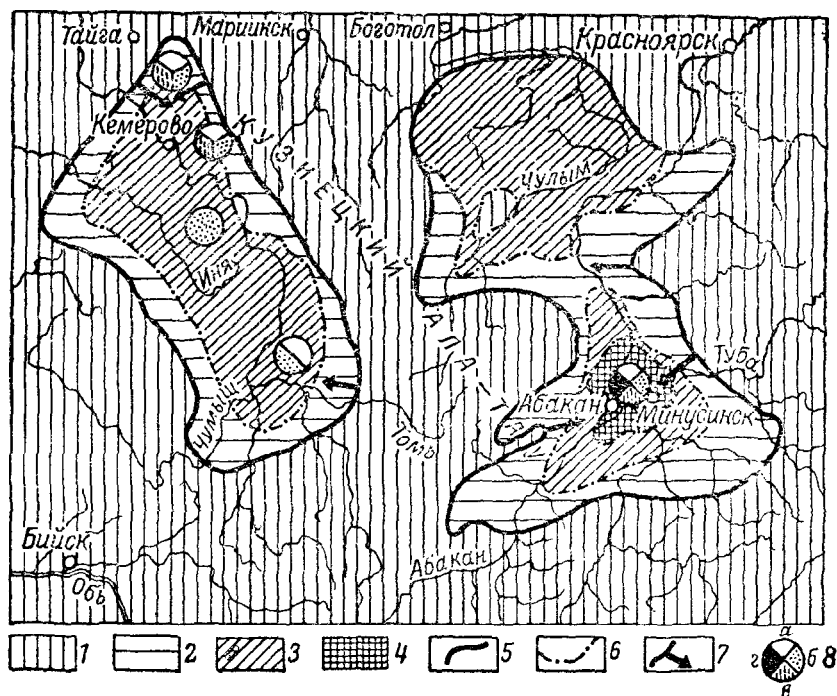 Тайга
Мариинск
Боготол
Красноярск
Кемерово
КУЗНЕЦКИЙ АЛАТАУ
Чулым
Иня
Туба
Абакан
Минусинск
Чумыш
Томь
Бийск
Обь
Абакан
1 2 3 4 5 6 7 8
а
г б
в